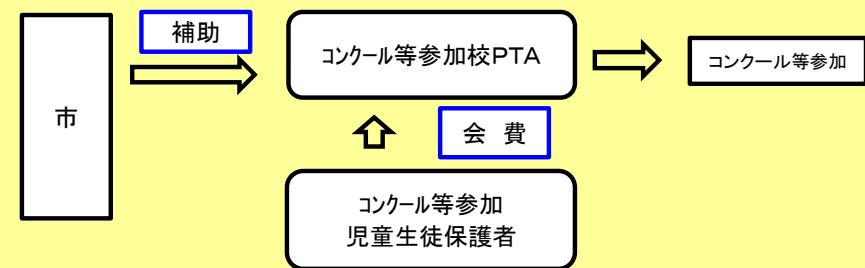 補助
市
コンクール等参加校PTA
コンクール等参加
会 費
コンクール等参加
児童生徒保護者